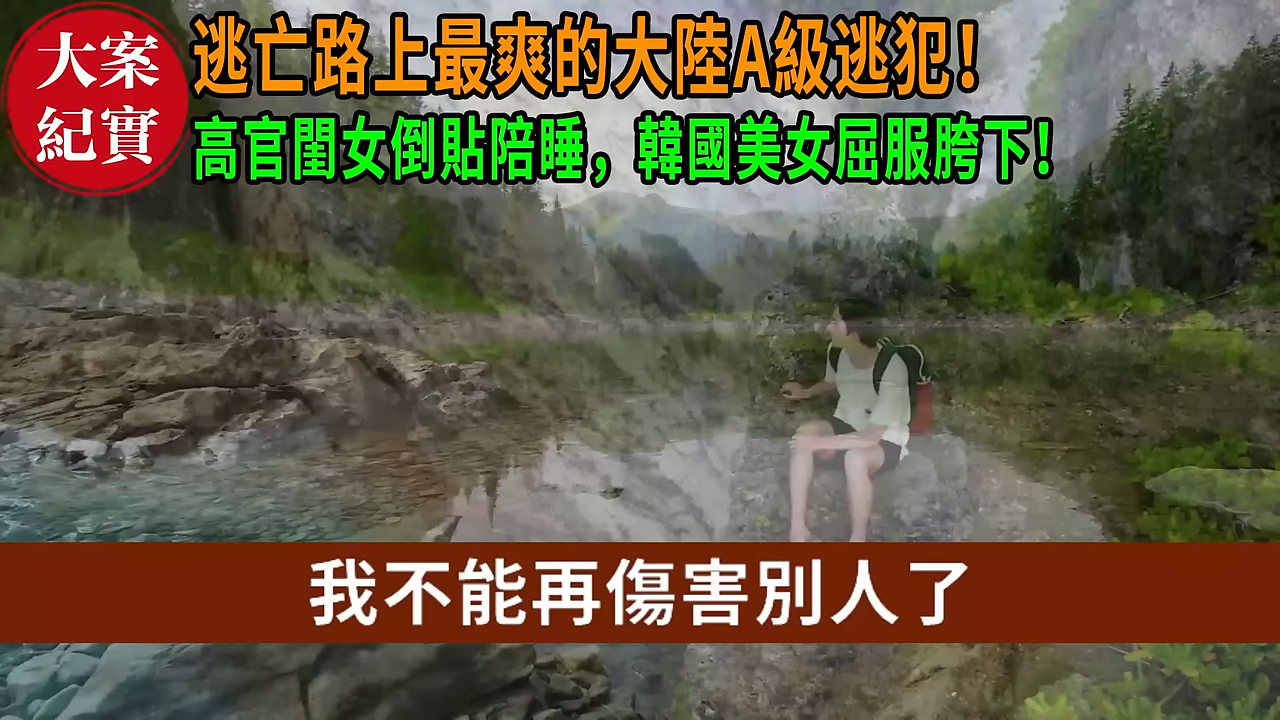 大案
紀實
逃亡路上最爽的大陸A級逃犯！
高官閨女倒貼陪睡，韓國美女屈服胯下！
我不能再傷害別人了